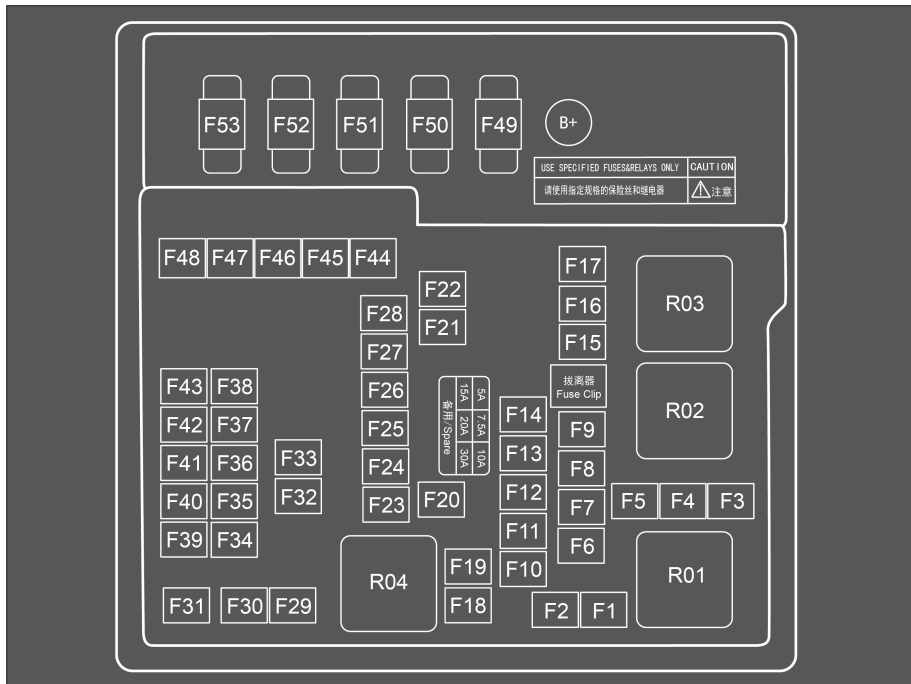 F53 F52 F51 F50 F49 B+
USE SPECIFIED FUSES&RELAYS ONLY CAUTION
请使用指定规格的保险丝和继电器 注意
F48 F47 F46 F45 F44
F17
F22
F16
R03
F28
F21
F15
F27
拔离器
Fuse Clip
F43 F38
F26
5A 7.5A 10A
15A 20A 30A
备用/Spare
F14
R02
F42 F37
F25
F9
F41 F36
F33
F24
F13
F8
F40 F35
F32
F23
F20
F12
F7
F5 F4 F3
F39 F34
F11
F6
R04
F19
F10
R01
F31 F30 F29
F18
F2 F1